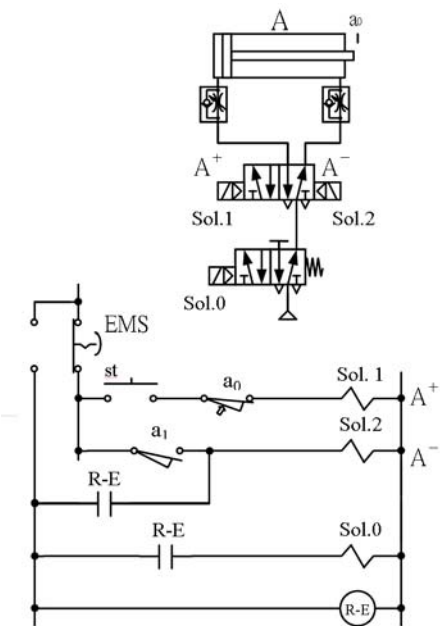 A a₀
A⁺ A⁻
Sol.1 Sol.2
Sol.0
EMS
st a₀ Sol. 1 A⁺
a₁ Sol.2 A⁻
R-E
R-E Sol.0
R-E